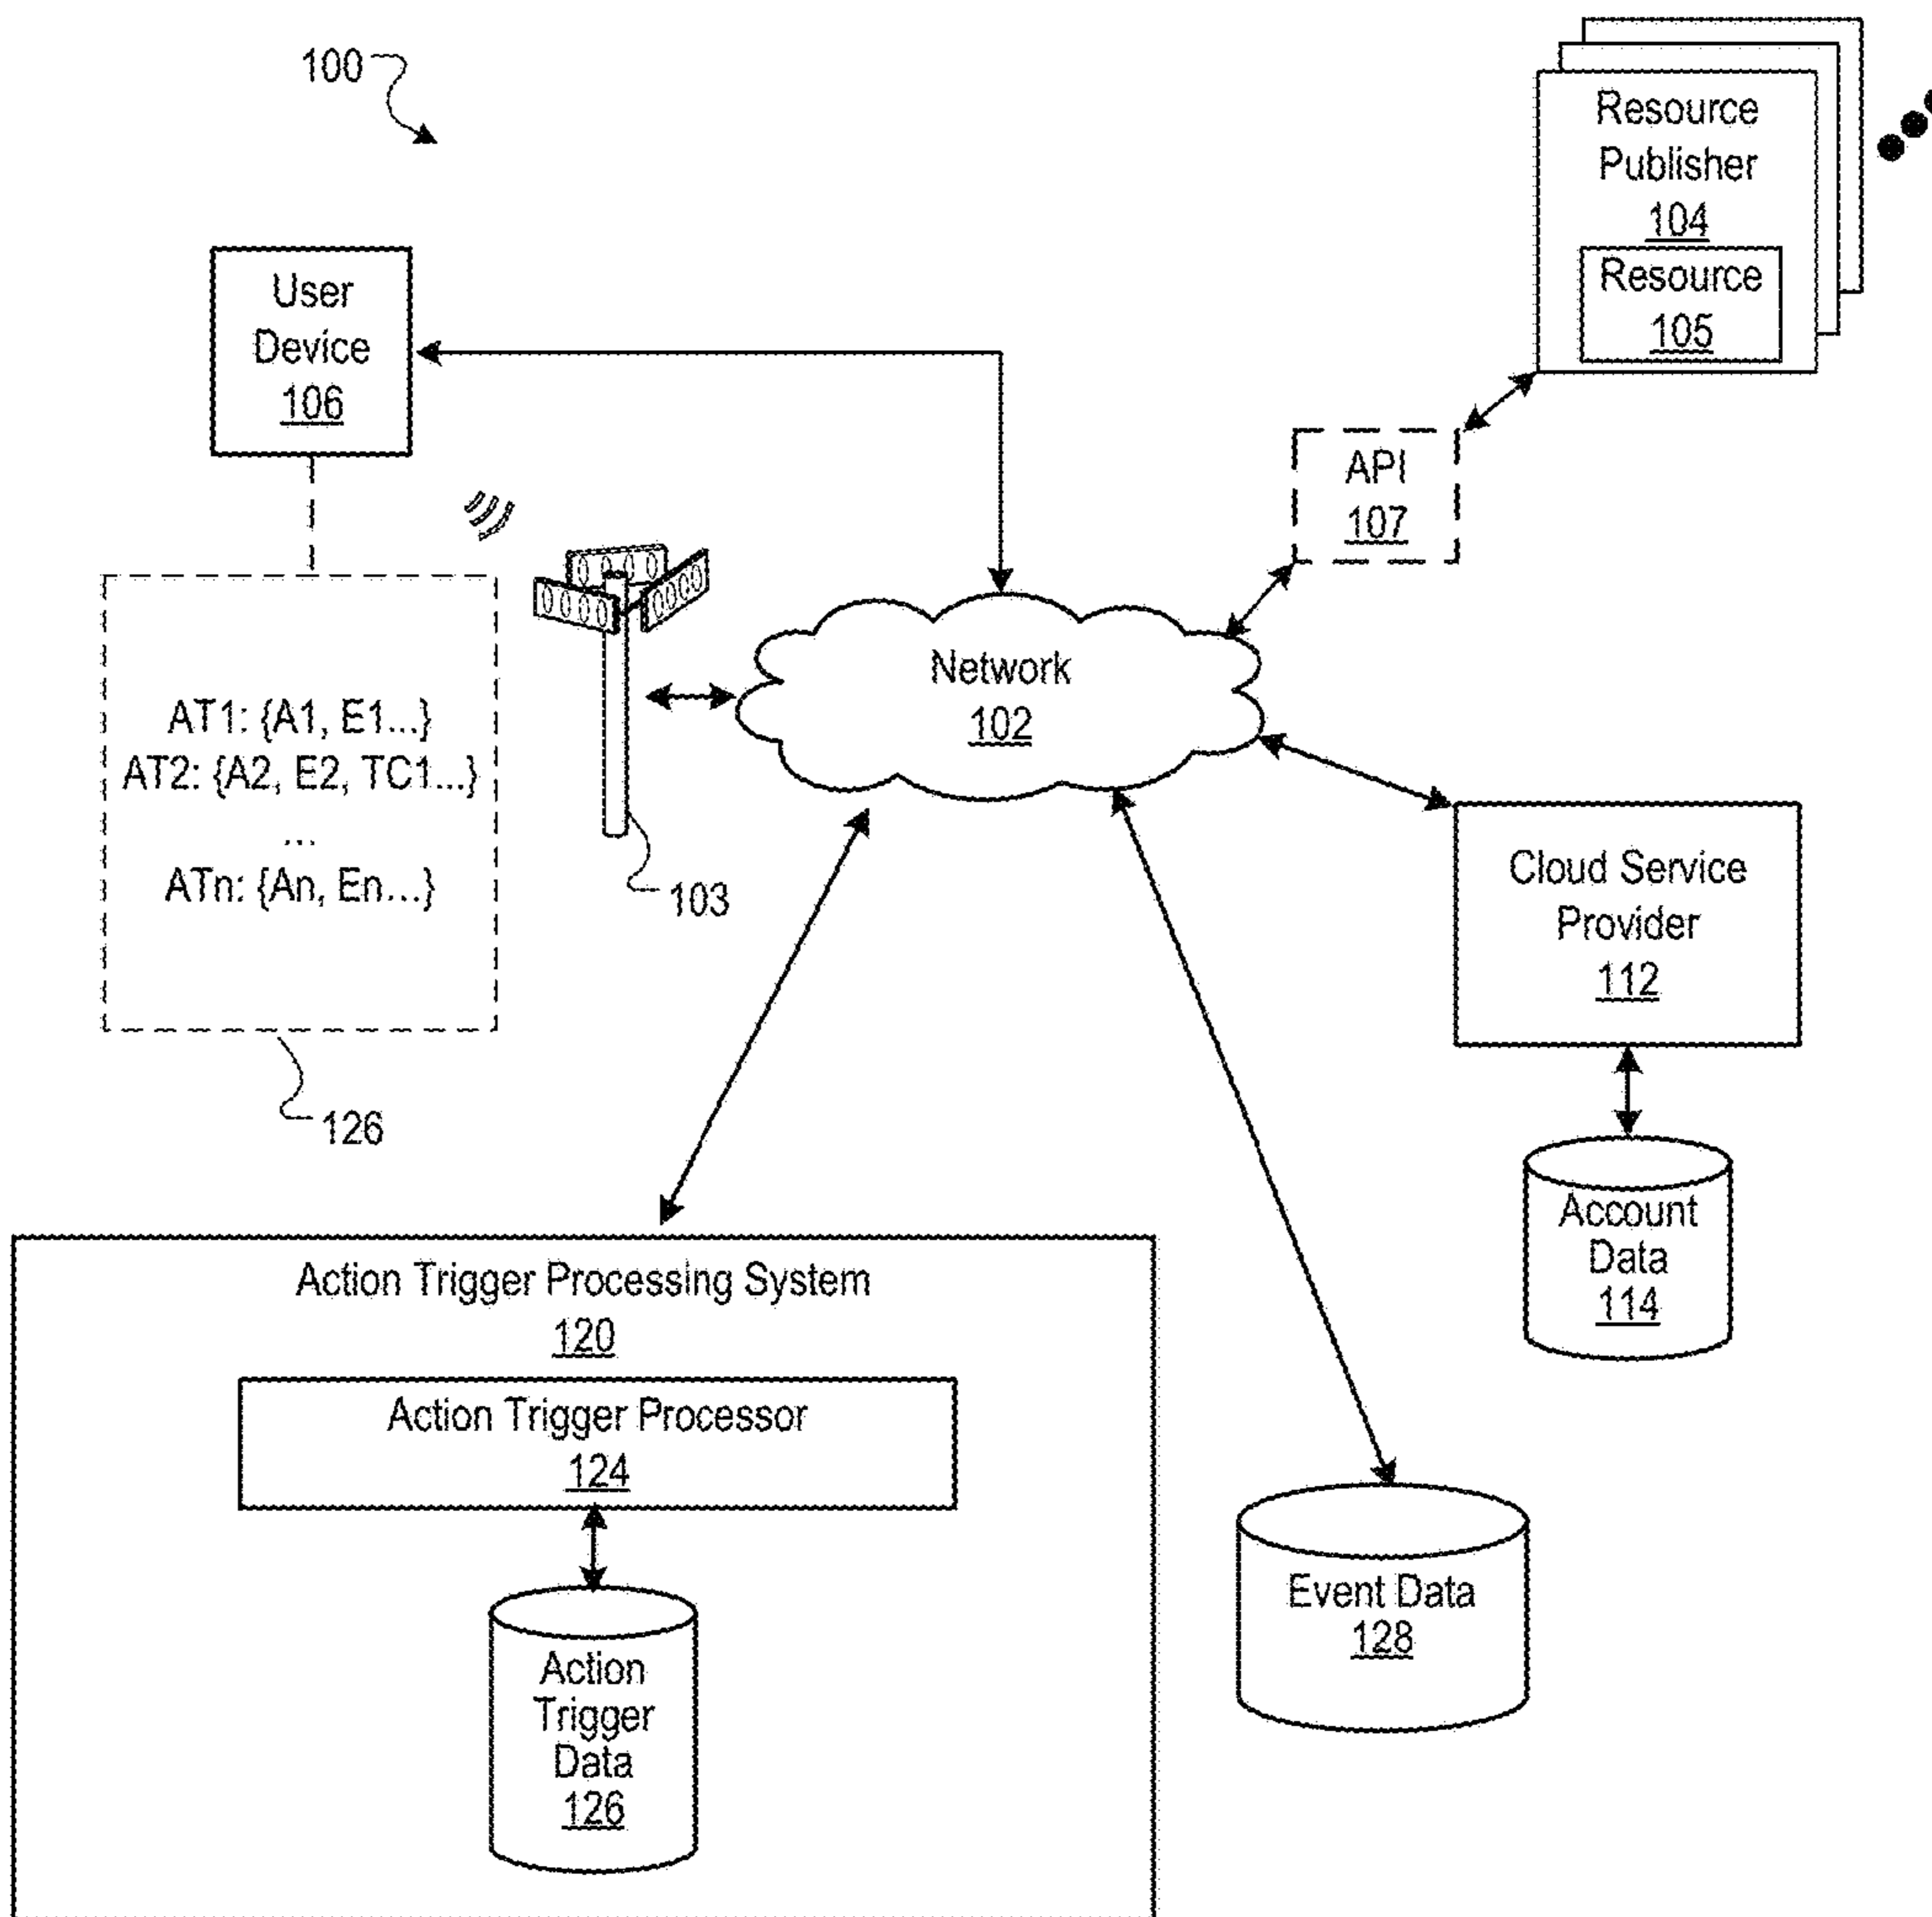 100
Resource
Publisher
104
Resource
105
User
Device
106
API
107
Network
102
AT1: {A1, E1...}
AT2: {A2, E2, TC1...}
...
ATn: {An, En...}
103
126
Cloud Service
Provider
112
Account
Data
114
Action Trigger Processing System
120
Action Trigger Processor
124
Action
Trigger
Data
126
Event Data
128